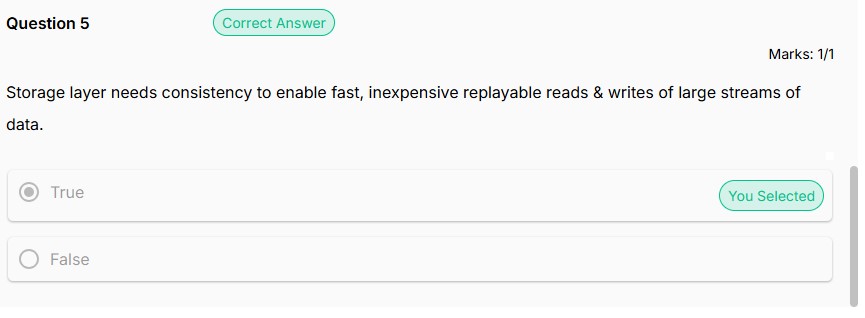 Question 5
Correct Answer
Marks: 1/1
Storage layer needs consistency to enable fast, inexpensive replayable reads & writes of large streams of
data.
True
You Selected
False